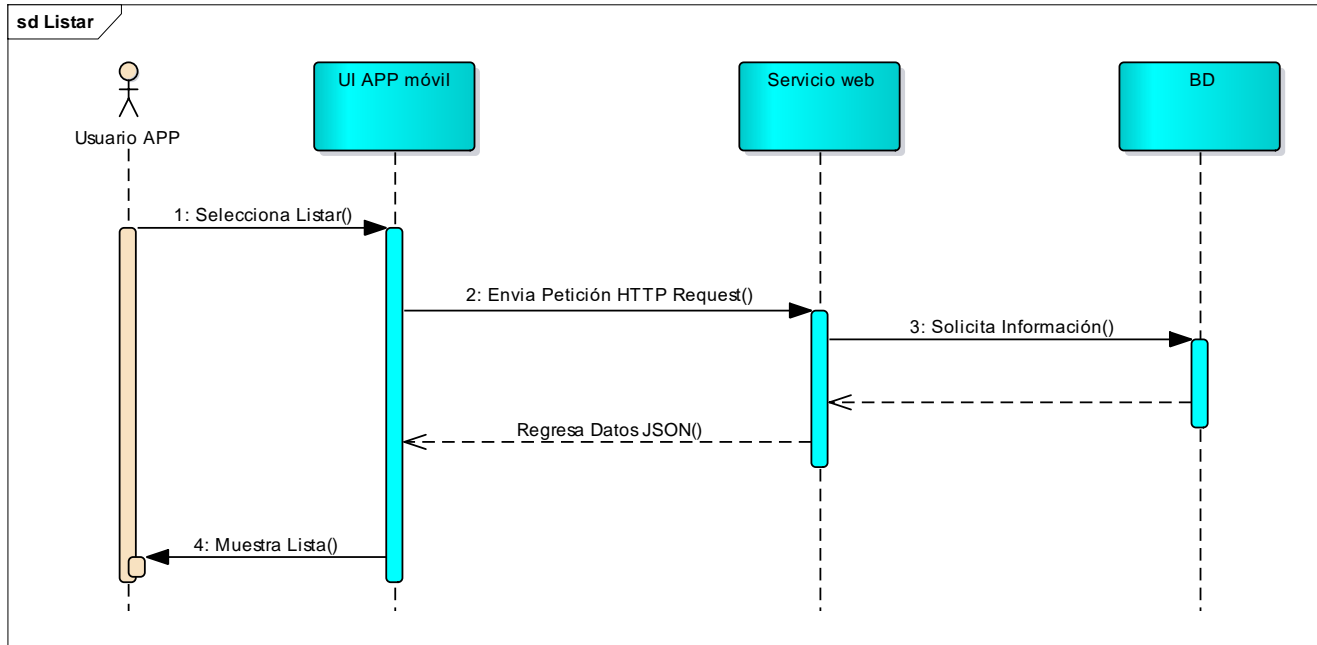 sd Listar
UI APP móvil
Servicio web
BD
Usuario APP
1: Selecciona Listar()
2: Envia Petición HTTP Request()
3: Solicita Información()
Regresa Datos JSON()
4: Muestra Lista()